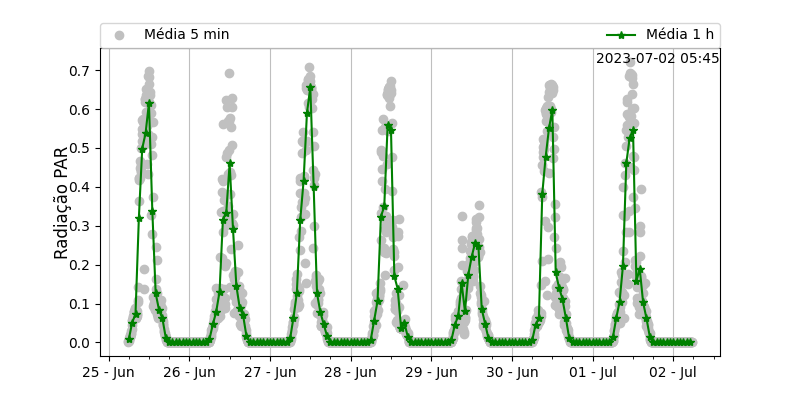 Média 5 min
Média 1 h
2023-07-02 05:45
0.7
0.6
0.5
0.4
0.3
0.2
0.1
0.0
Radiação PAR
25 - Jun
26 - Jun
27 - Jun
28 - Jun
29 - Jun
30 - Jun
01 - Jul
02 - Jul